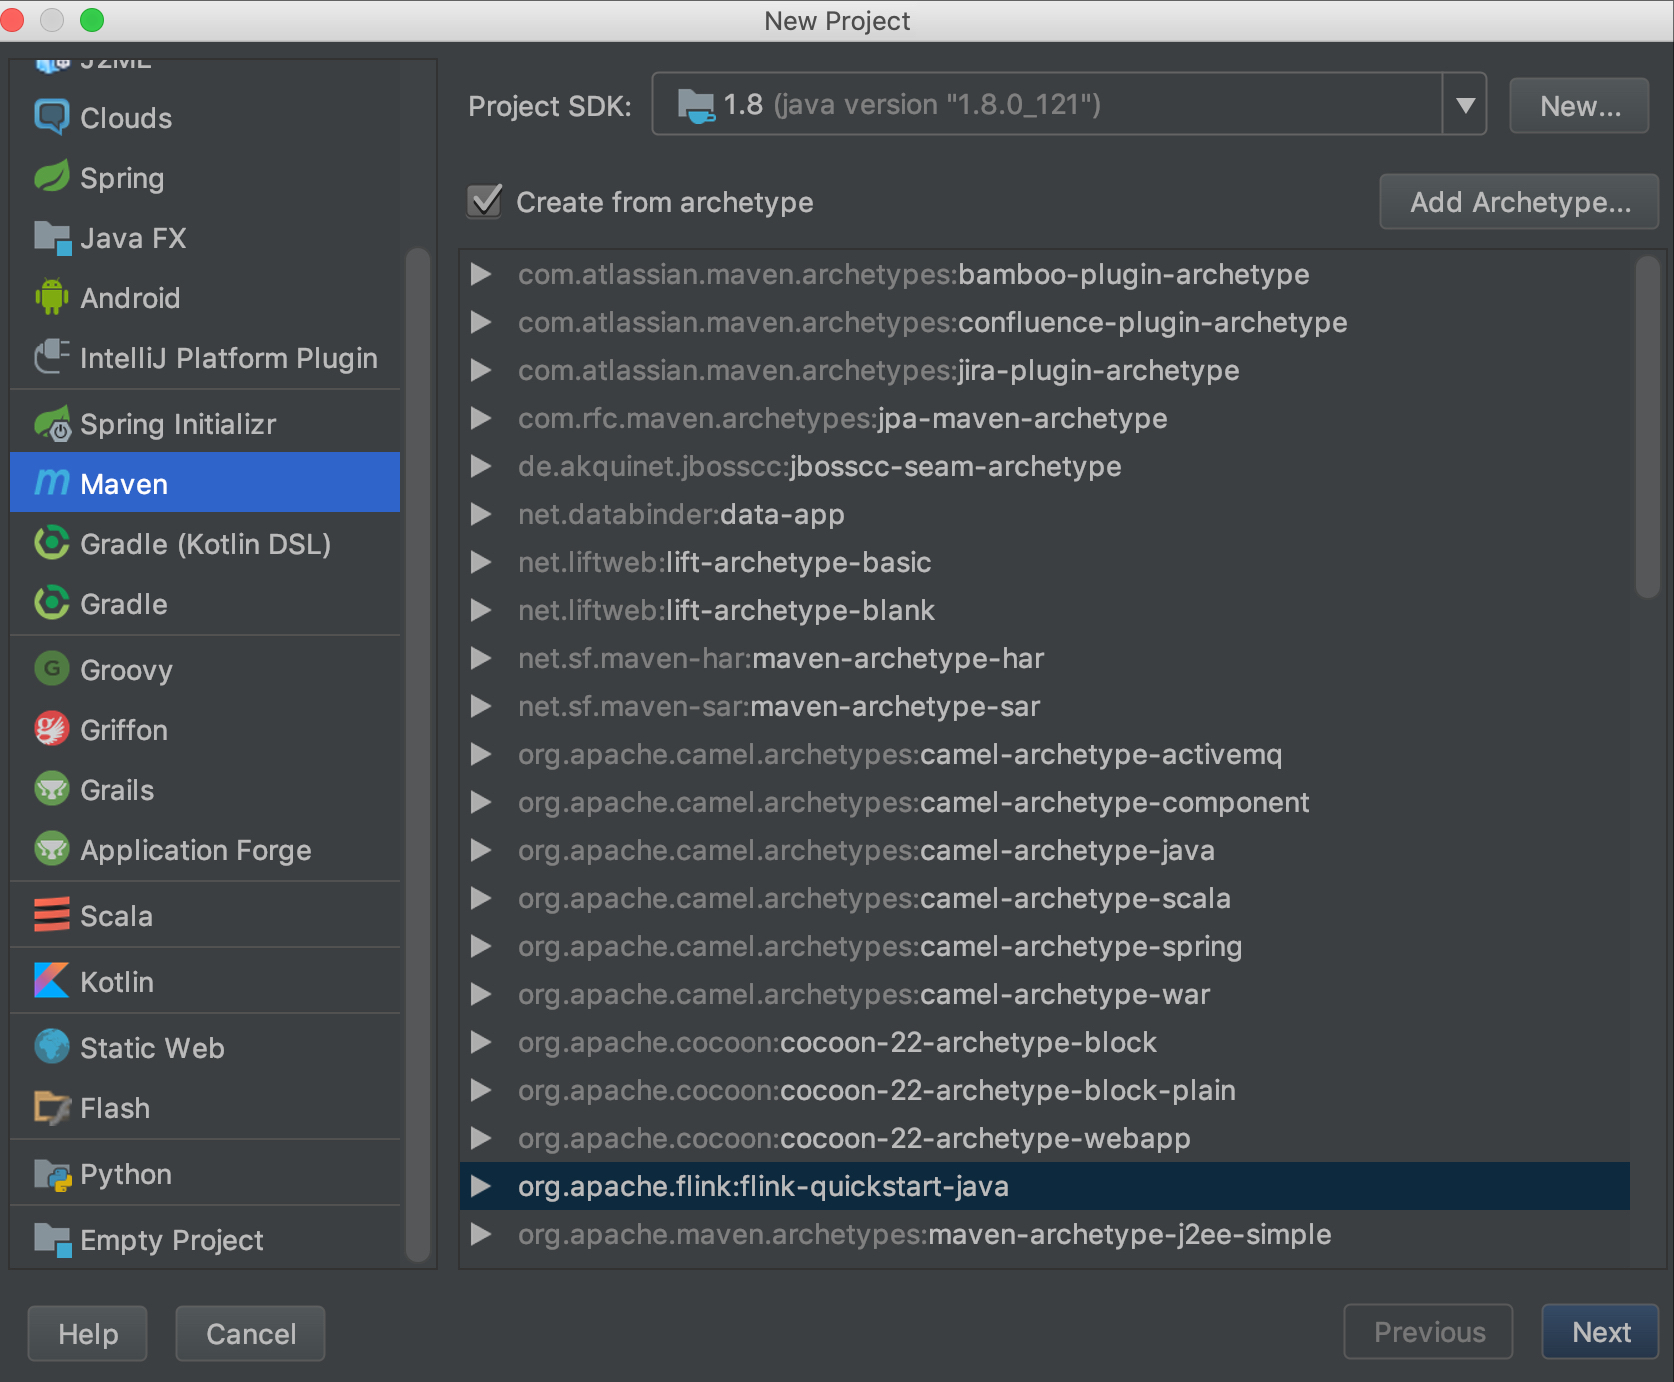 New Project
J2ME
Clouds
Spring
Java FX
Android
IntelliJ Platform Plugin
Spring Initializr
Maven
Gradle (Kotlin DSL)
Gradle
Groovy
Griffon
Grails
Application Forge
Scala
Kotlin
Static Web
Flash
Python
Empty Project
Project SDK: 1.8 (java version "1.8.0_121") New...
Create from archetype Add Archetype...
com.atlassian.maven.archetypes:bamboo-plugin-archetype
com.atlassian.maven.archetypes:confluence-plugin-archetype
com.atlassian.maven.archetypes:jira-plugin-archetype
com.rfc.maven.archetypes:jpa-maven-archetype
de.akquinet.jbosscc:jbosscc-seam-archetype
net.databinder:data-app
net.liftweb:lift-archetype-basic
net.liftweb:lift-archetype-blank
net.sf.maven-har:maven-archetype-har
net.sf.maven-sar:maven-archetype-sar
org.apache.camel.archetypes:camel-archetype-activemq
org.apache.camel.archetypes:camel-archetype-component
org.apache.camel.archetypes:camel-archetype-java
org.apache.camel.archetypes:camel-archetype-scala
org.apache.camel.archetypes:camel-archetype-spring
org.apache.camel.archetypes:camel-archetype-war
org.apache.cocoon:cocoon-22-archetype-block
org.apache.cocoon:cocoon-22-archetype-block-plain
org.apache.cocoon:cocoon-22-archetype-webapp
org.apache.flink:flink-quickstart-java
org.apache.maven.archetypes:maven-archetype-j2ee-simple
Help Cancel Previous Next